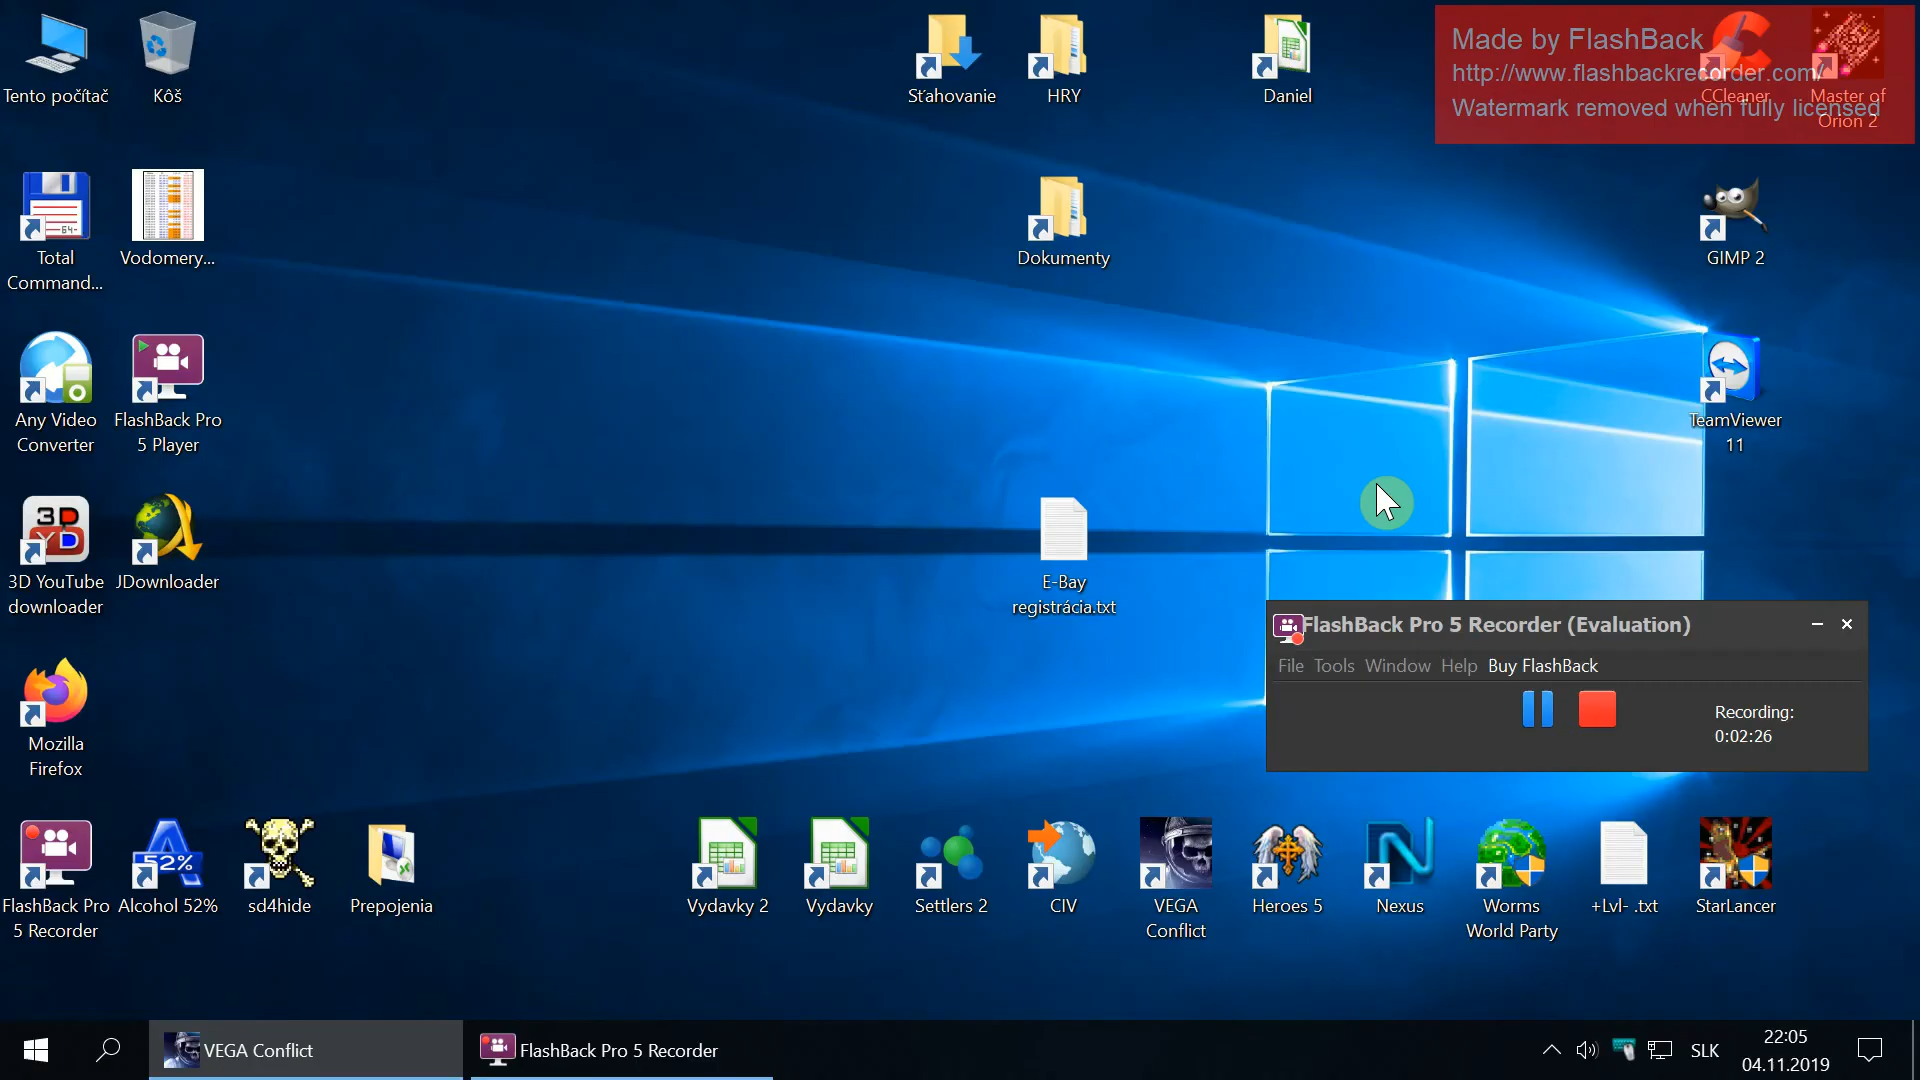 Made by FlashBack
http://www.flashbackrecorder.com/
Watermark removed when fully licensed
Tento počítač
Kôš
Sťahovanie
HRY
Daniel
CCleaner
Master of
Orion 2
Total
Command...
Vodomery...
Dokumenty
GIMP 2
Any Video
Converter
FlashBack Pro
5 Player
TeamViewer
11
3D
YD
3D YouTube
downloader
JDownloader
E-Bay
registrácia.txt
FlashBack Pro 5 Recorder (Evaluation)
File Tools Window Help Buy FlashBack
Recording:
0:02:26
Mozilla
Firefox
FlashBack Pro
5 Recorder
52%
Alcohol 52%
sd4hide
Prepojenia
Vydavky 2
Vydavky
Settlers 2
CIV
VEGA
Conflict
Heroes 5
Nexus
Worms
World Party
+Lvl- .txt
StarLancer
VEGA Conflict
FlashBack Pro 5 Recorder
SLK
22:05
04.11.2019